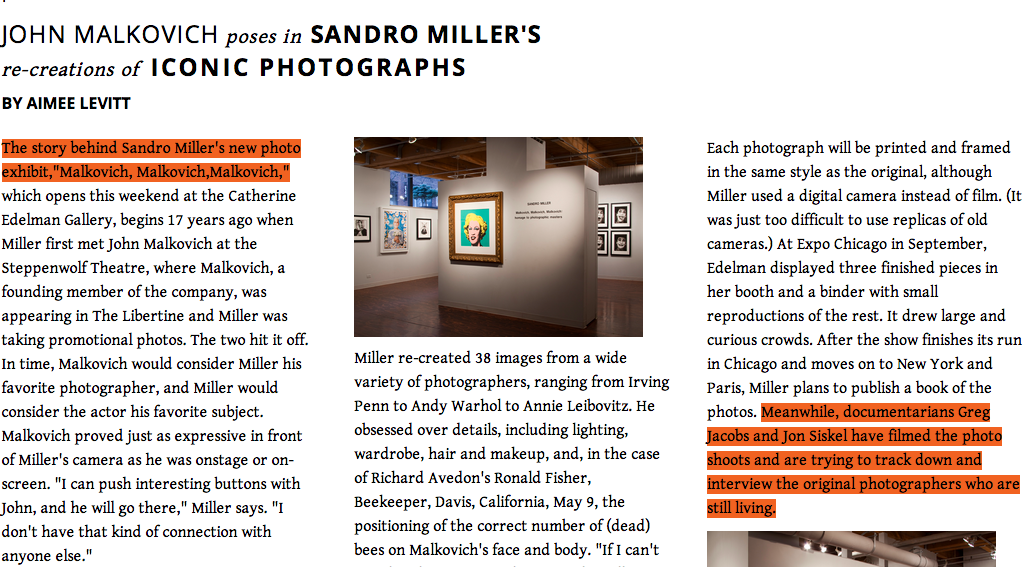 JOHN MALKOVICH poses in SANDRO MILLER'S
re-creations of ICONIC PHOTOGRAPHS
BY AIMEE LEVITT
The story behind Sandro Miller's new photo
exhibit,"Malkovich, Malkovich,Malkovich,"
which opens this weekend at the Catherine
Edelman Gallery, begins 17 years ago when
Miller first met John Malkovich at the
Steppenwolf Theatre, where Malkovich, a
founding member of the company, was
appearing in The Libertine and Miller was
taking promotional photos. The two hit it off.
In time, Malkovich would consider Miller his
favorite photographer, and Miller would
consider the actor his favorite subject.
Malkovich proved just as expressive in front
of Miller's camera as he was onstage or on-
screen. "I can push interesting buttons with
John, and he will go there," Miller says. "I
don't have that kind of connection with
anyone else."
SANDRO MILLER
Malkovich, Malkovich, Malkovich:
homage to photographic masters
Miller re-created 38 images from a wide
variety of photographers, ranging from Irving
Penn to Andy Warhol to Annie Leibovitz. He
obsessed over details, including lighting,
wardrobe, hair and makeup, and, in the case
of Richard Avedon's Ronald Fisher,
Beekeeper, Davis, California, May 9, the
positioning of the correct number of (dead)
bees on Malkovich's face and body. "If I can't
Each photograph will be printed and framed
in the same style as the original, although
Miller used a digital camera instead of film. (It
was just too difficult to use replicas of old
cameras.) At Expo Chicago in September,
Edelman displayed three finished pieces in
her booth and a binder with small
reproductions of the rest. It drew large and
curious crowds. After the show finishes its run
in Chicago and moves on to New York and
Paris, Miller plans to publish a book of the
photos. Meanwhile, documentarians Greg
Jacobs and Jon Siskel have filmed the photo
shoots and are trying to track down and
interview the original photographers who are
still living.